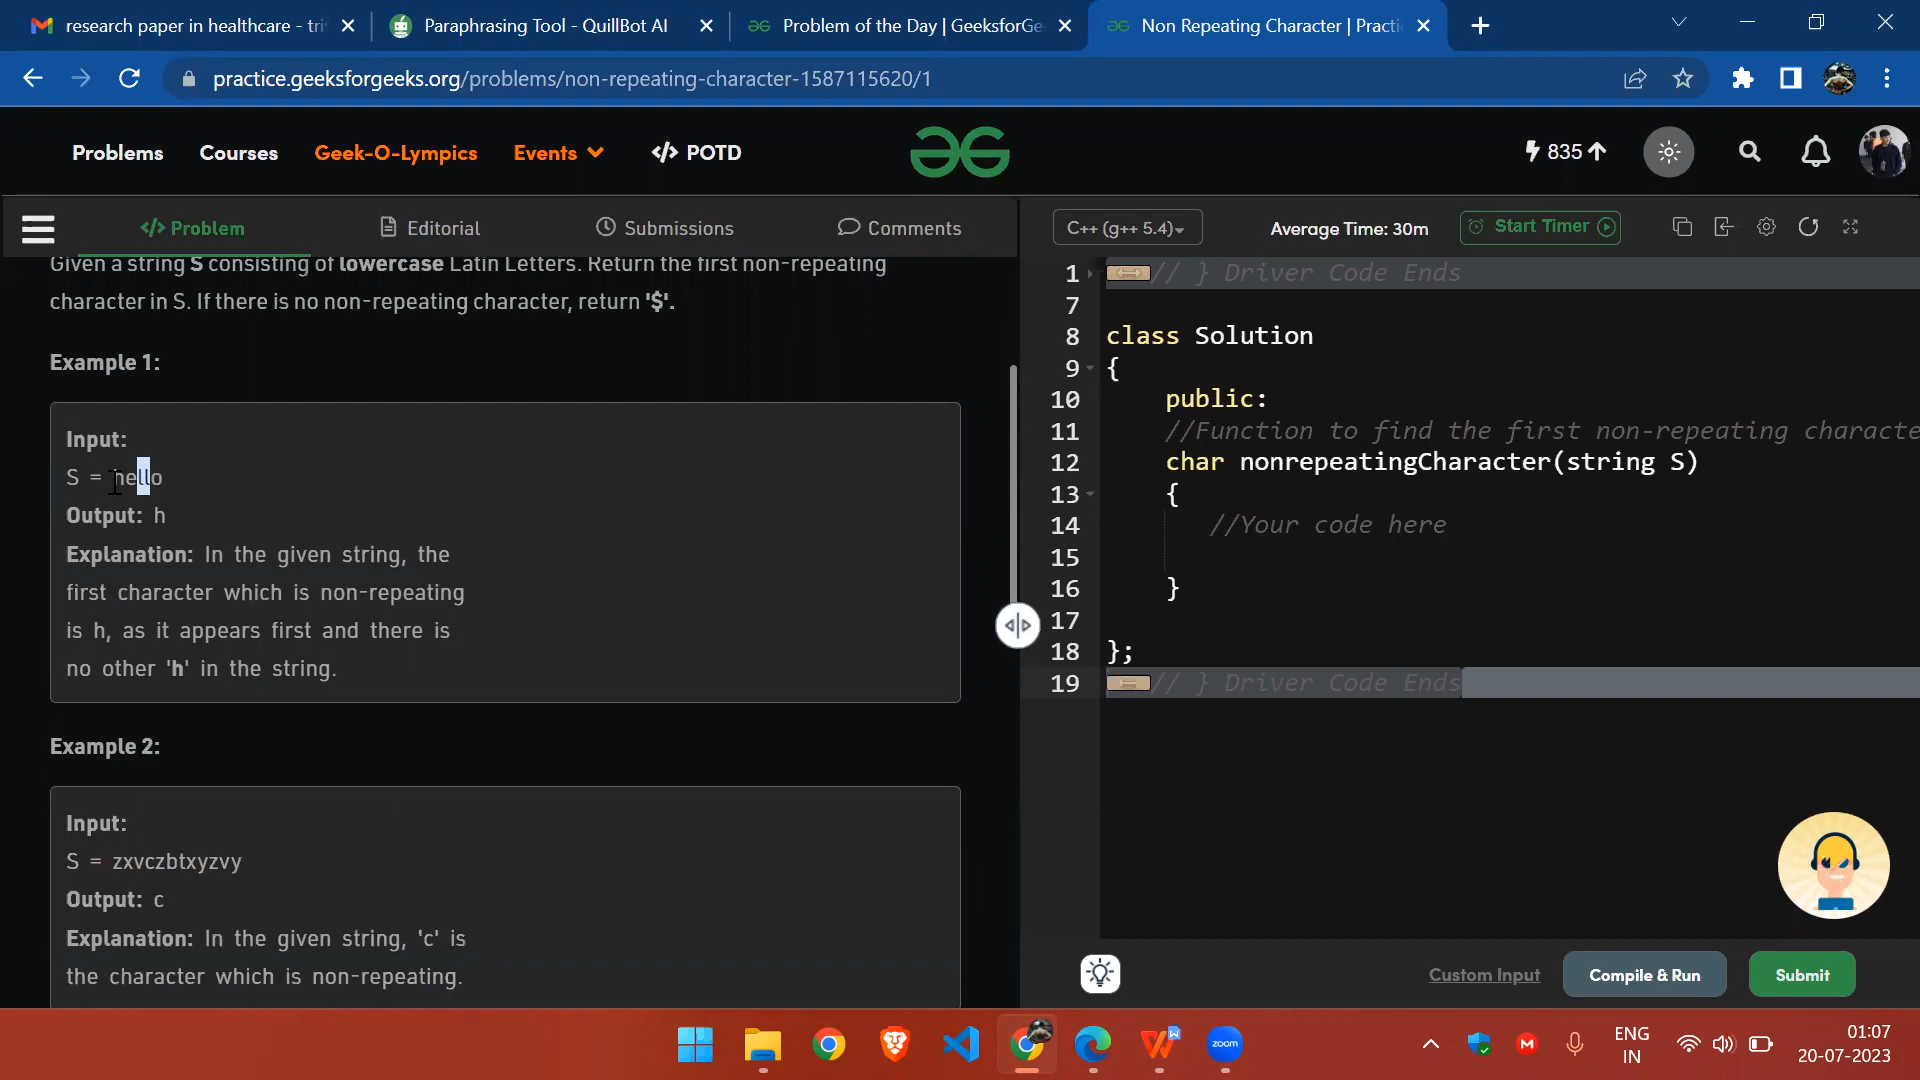 research paper in healthcare - tri
Paraphrasing Tool - QuillBot AI
Problem of the Day | GeeksforGe
Non Repeating Character | Practi
practice.geeksforgeeks.org/problems/non-repeating-character-1587115620/1
Problems
Courses
Geek-O-Lympics
Events
</> POTD
835
</> Problem
Editorial
Submissions
Comments
Given a string S consisting of lowercase Latin Letters. Return the first non-repeating
character in S. If there is no non-repeating character, return '$'.
Example 1:
Input:
S = hello
Output: h
Explanation: In the given string, the
first character which is non-repeating
is h, as it appears first and there is
no other 'h' in the string.
Example 2:
Input:
S = zxvczbtxyzvy
Output: c
Explanation: In the given string, 'c' is
the character which is non-repeating.
C++ (g++ 5.4)
Average Time: 30m
Start Timer
1 // } Driver Code Ends
7
8 class Solution
9 {
10 public:
11 //Function to find the first non-repeating characte
12 char nonrepeatingCharacter(string S)
13 {
14 //Your code here
15
16 }
17
18 };
19 // } Driver Code Ends
Custom Input
Compile & Run
Submit
W
zoom
M
ENG
IN
01:07
20-07-2023